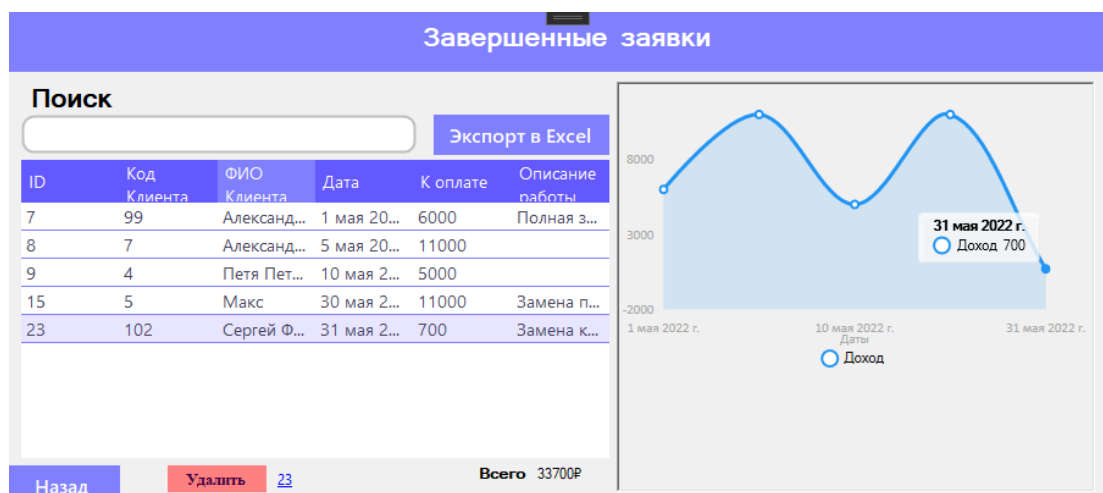 Завершенные заявки
Поиск
Экспорт в Excel
ID Код Клиента ФИО Клиента Дата К оплате Описание работы
7 99 Александ... 1 мая 20... 6000 Полная з...
8 7 Александ... 5 мая 20... 11000
9 4 Петя Пет... 10 мая 2... 5000
15 5 Макс 30 мая 2... 11000 Замена п...
23 102 Сергей Ф... 31 мая 2... 700 Замена к...
Назад
Удалить 23
Всего 33700₽
8000
3000
-2000
31 мая 2022 г.
Доход 700
1 мая 2022 г. 10 мая 2022 г. 31 мая 2022 г.
Даты
Доход